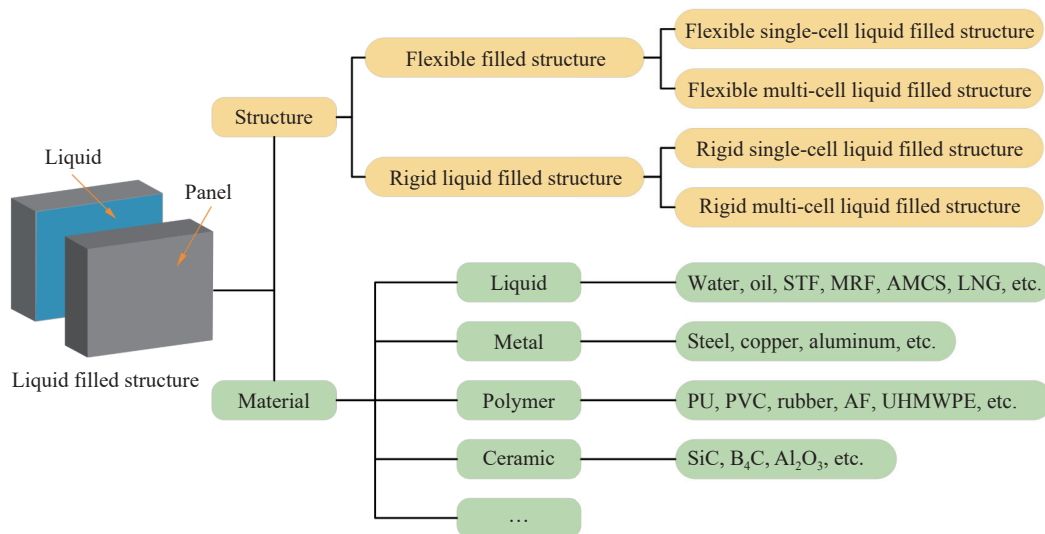 Liquid
Panel
Liquid filled structure
Structure
Flexible filled structure
Flexible single-cell liquid filled structure
Flexible multi-cell liquid filled structure
Rigid liquid filled structure
Rigid single-cell liquid filled structure
Rigid multi-cell liquid filled structure
Material
Liquid
Water, oil, STF, MRF, AMCS, LNG, etc.
Metal
Steel, copper, aluminum, etc.
Polymer
PU, PVC, rubber, AF, UHMWPE, etc.
Ceramic
SiC, B₄C, Al₂O₃, etc.
…